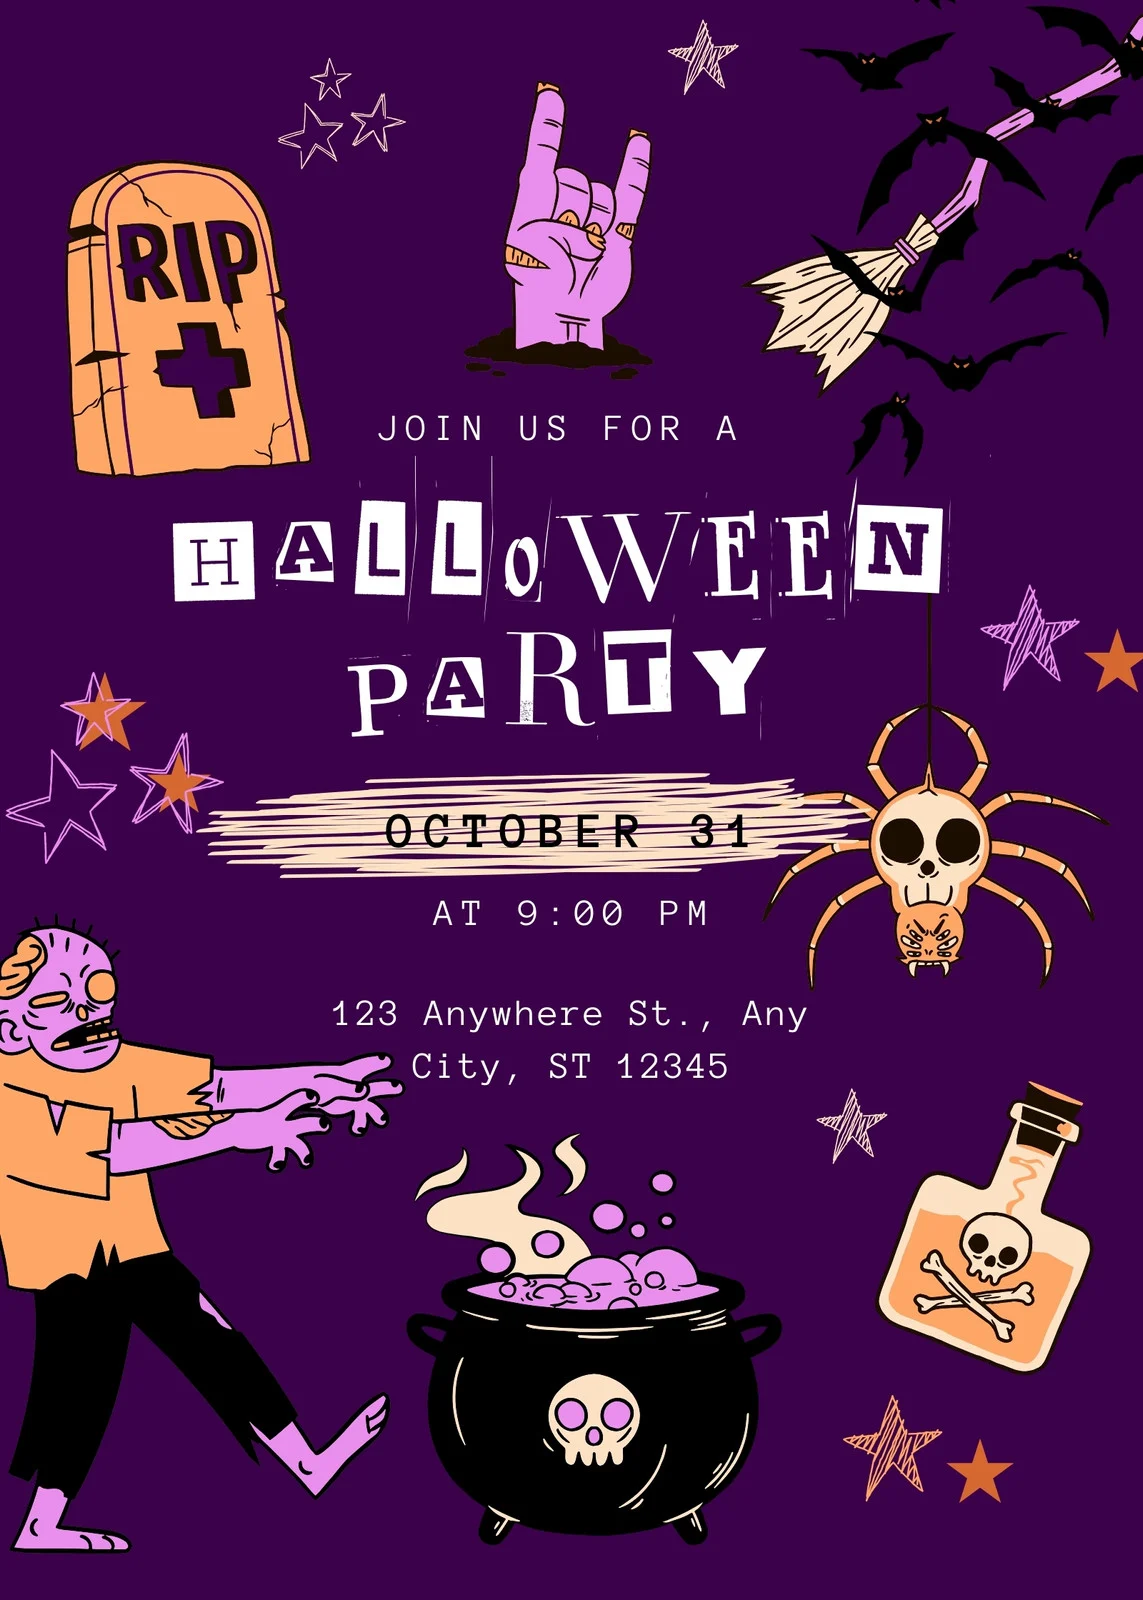 RIP
JOIN US FOR A
HALLoWEEN
PARTY
OCTOBER 31
AT 9:00 PM
123 Anywhere St., Any
City, ST 12345